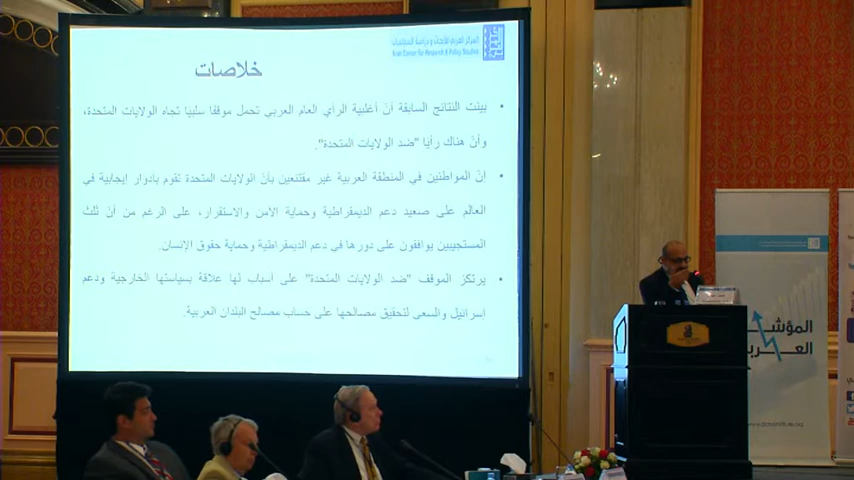 المركز العربي للأبحاث ودراسة السياسات
Arab Center for Research & Policy Studies
خلاصات
• بينت النتائج السابقة أنّ أغلبية الرأي العام العربي تحمل موقفا سلبيا تجاه الولايات المتحدة،
وأنّ هناك رأيا "ضد الولايات المتحدة".
• إنّ المواطنين في المنطقة العربية غير مقتنعين بأنّ الولايات المتحدة تقوم بأدوار إيجابية في
العالم على صعيد دعم الديمقراطية وحماية الأمن والاستقرار، على الرغم من أنّ ثلث
المستجيبين يوافقون على دورها في دعم الديمقراطية وحماية حقوق الإنسان.
• يرتكز الموقف "ضد الولايات المتحدة" على أسباب لها علاقة بسياستها الخارجية ودعم
إسرائيل والسعي لتحقيق مصالحها على حساب مصالح البلدان العربية.
المؤش
العرب